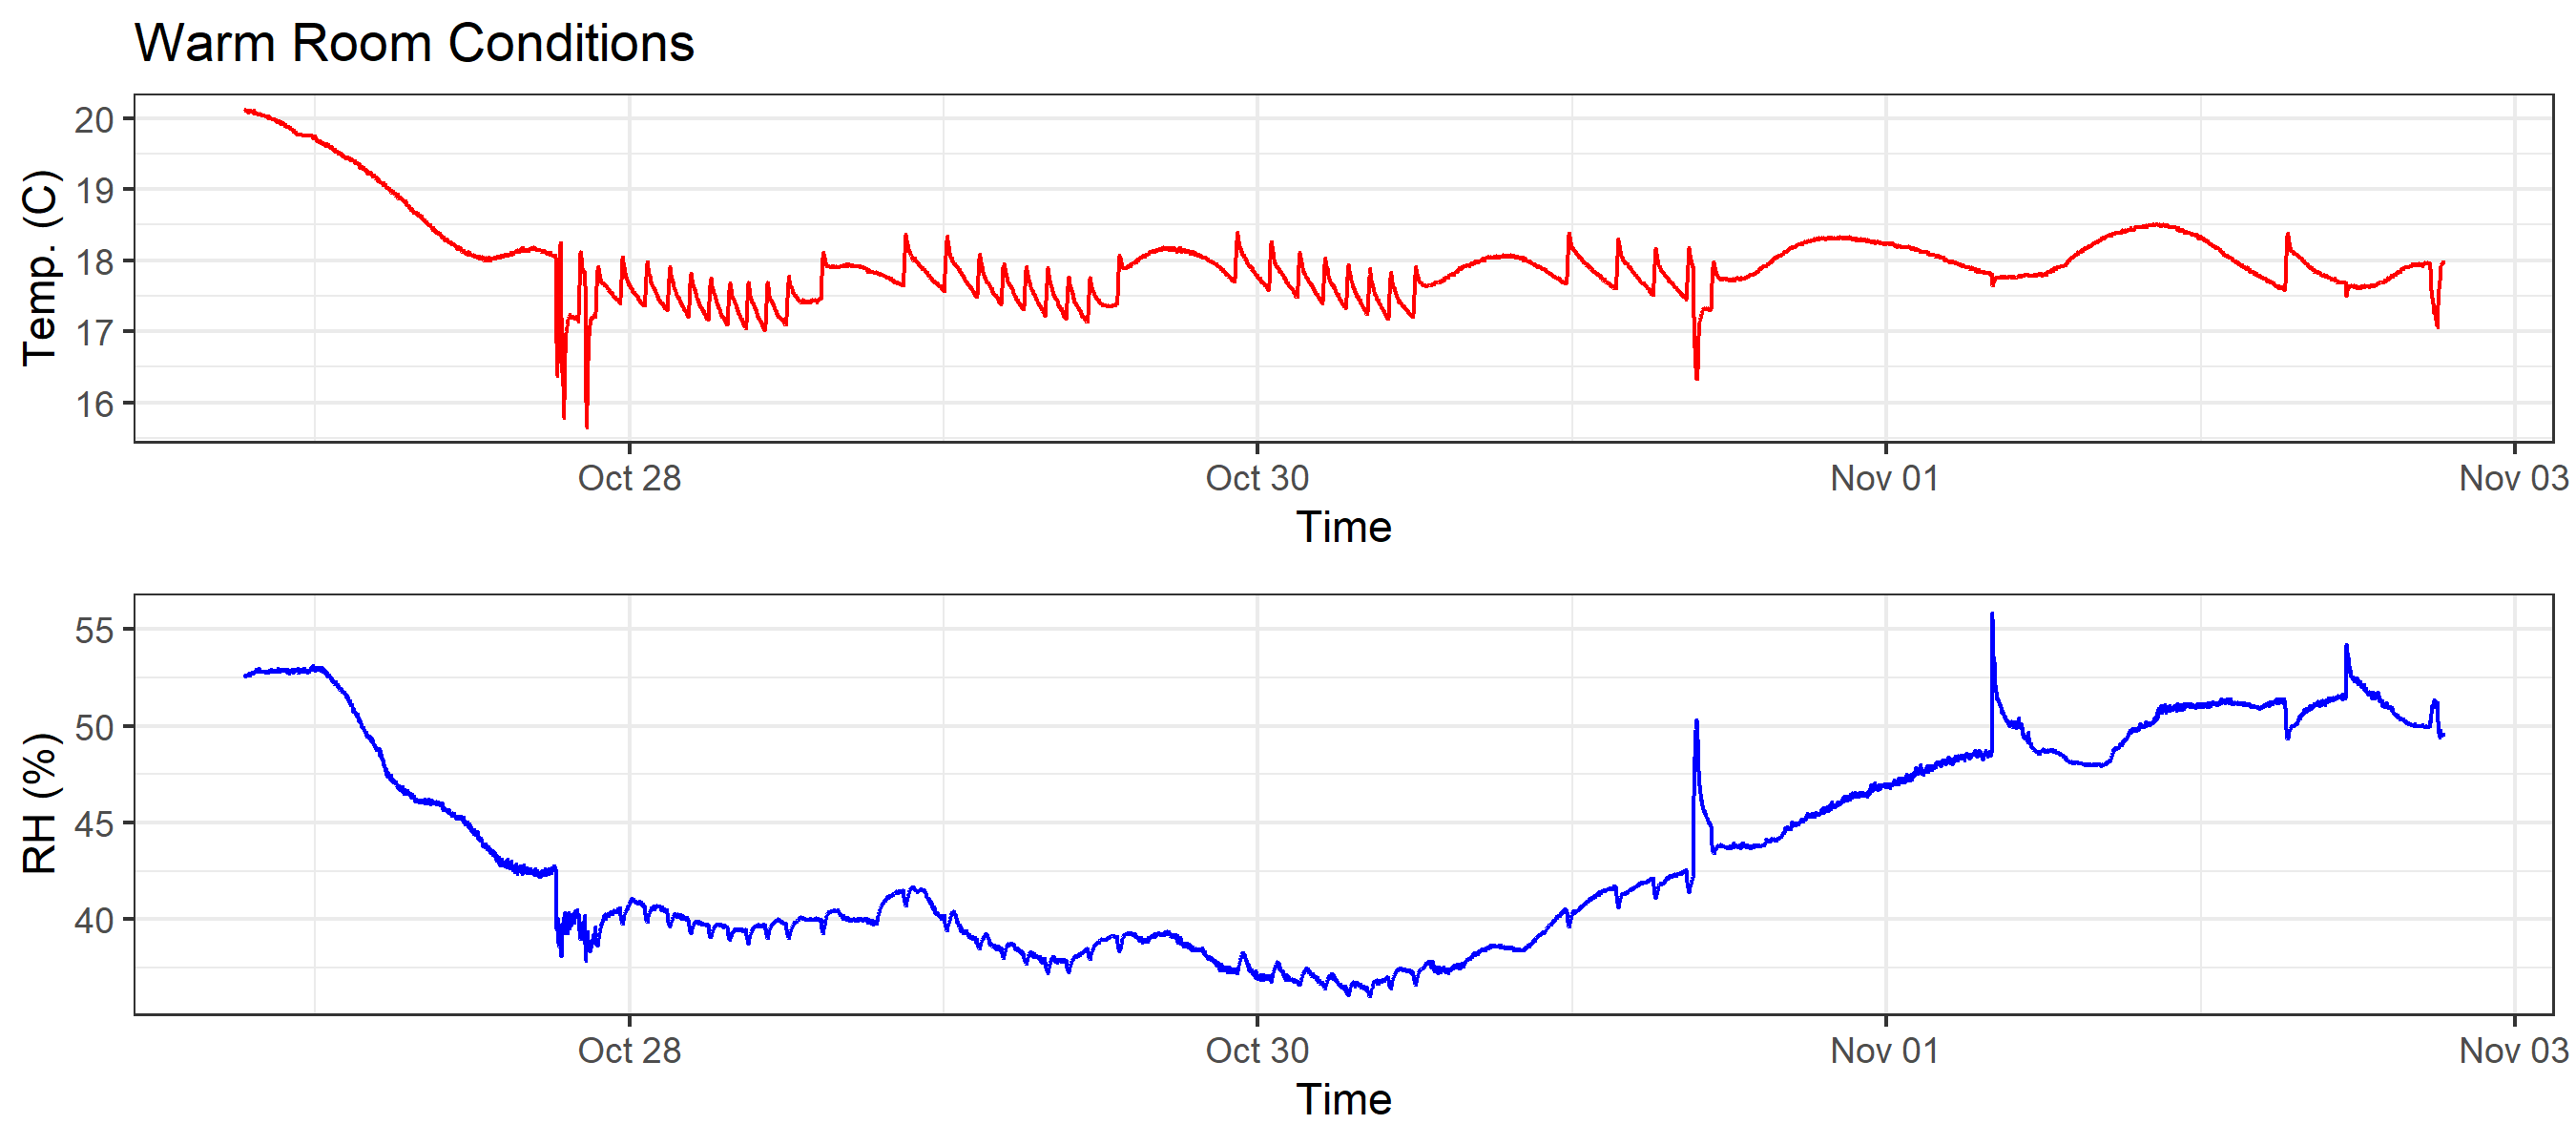 Warm Room Conditions
20
19
18
17
16
Temp. (C)
Oct 28 Oct 30 Nov 01 Nov 03
Time
55
50
45
40
RH (%)
Oct 28 Oct 30 Nov 01 Nov 03
Time